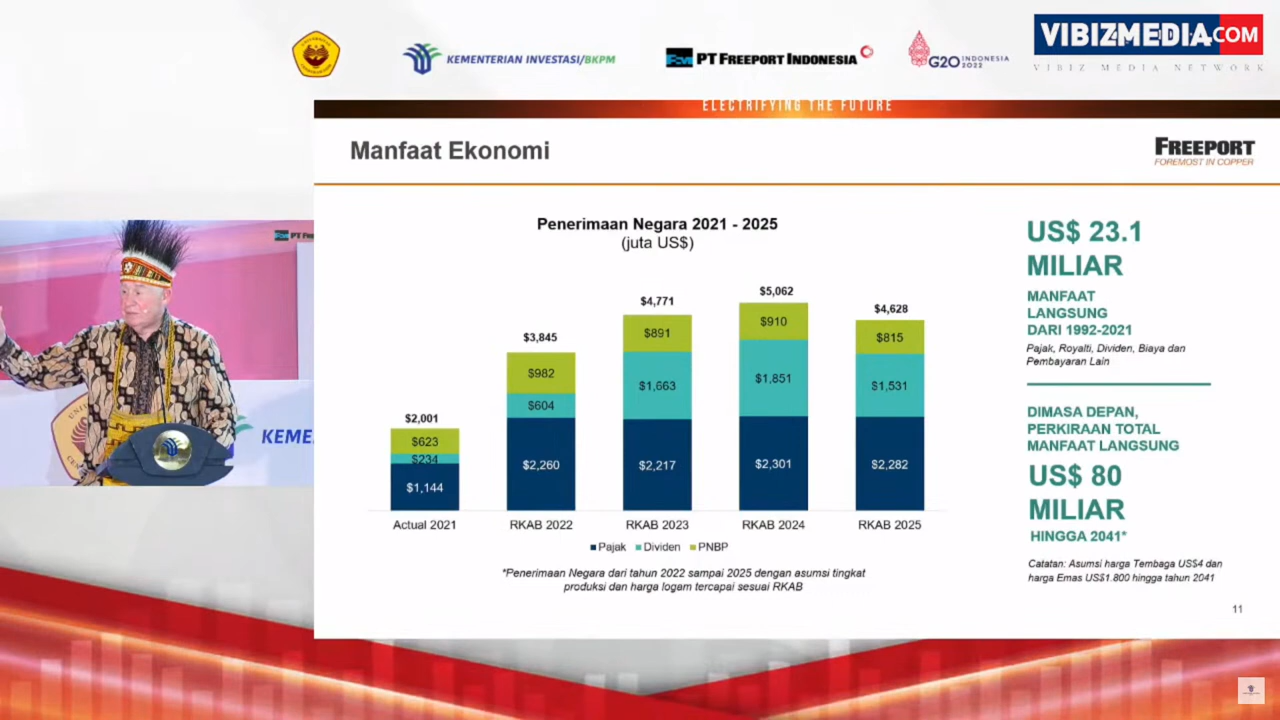 KEMENTERIAN INVESTASI/BKPM
PT FREEPORT INDONESIA
G20 INDONESIA
2022
VIBIZMEDIA.COM
VIBIZ MEDIA NETWORK
ELECTRIFYING THE FUTURE
Manfaat Ekonomi
FREEPORT
FOREMOST IN COPPER
Penerimaan Negara 2021 - 2025
(juta US$)
$2,001
$3,845
$4,771
$5,062
$4,628
$623
$982
$891
$910
$815
$234
$604
$1,663
$1,851
$1,531
$1,144
$2,260
$2,217
$2,301
$2,282
Actual 2021
RKAB 2022
RKAB 2023
RKAB 2024
RKAB 2025
Pajak
Dividen
PNBP
*Penerimaan Negara dari tahun 2022 sampai 2025 dengan asumsi tingkat
produksi dan harga logam tercapai sesuai RKAB
US$ 23.1
MILIAR
MANFAAT
LANGSUNG
DARI 1992-2021
Pajak, Royalti, Dividen, Biaya dan
Pembayaran Lain
DIMASA DEPAN,
PERKIRAAN TOTAL
MANFAAT LANGSUNG
US$ 80
MILIAR
HINGGA 2041*
Catatan: Asumsi harga Tembaga US$4 dan
harga Emas US$1.800 hingga tahun 2041
11
PT
KEME